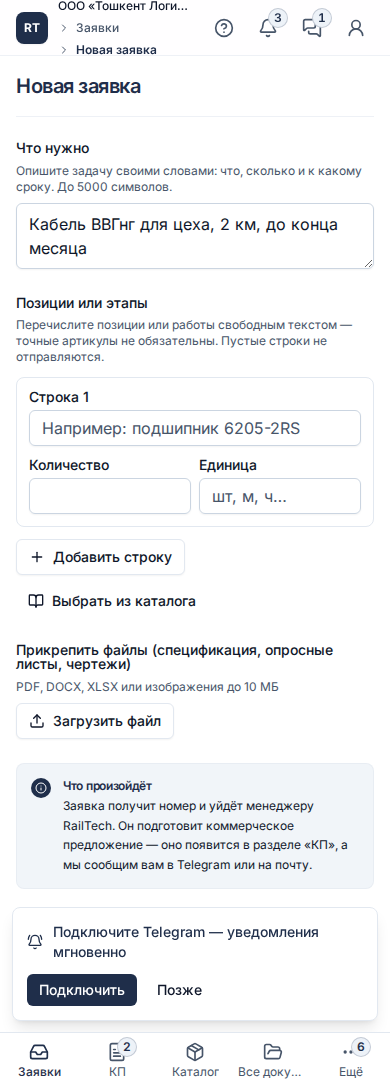 RT
ООО «Тошкент Логи...
Заявки
Новая заявка
3
1
Новая заявка
Что нужно
Опишите задачу своими словами: что, сколько и к какому
сроку. До 5000 символов.
Кабель ВВГнг для цеха, 2 км, до конца
месяца
Позиции или этапы
Перечислите позиции или работы свободным текстом —
точные артикулы не обязательны. Пустые строки не
отправляются.
Строка 1
Например: подшипник 6205-2RS
Количество
Единица
шт, м, ч...
Добавить строку
Выбрать из каталога
Прикрепить файлы (спецификация, опросные
листы, чертежи)
PDF, DOCX, XLSX или изображения до 10 МБ
Загрузить файл
Что произойдёт
Заявка получит номер и уйдёт менеджеру
RailTech. Он подготовит коммерческое
предложение — оно появится в разделе «КП», а
мы сообщим вам в Telegram или на почту.
Подключите Telegram — уведомления
мгновенно
Подключить
Позже
2
6
Заявки
КП
Каталог
Все доку...
Ещё